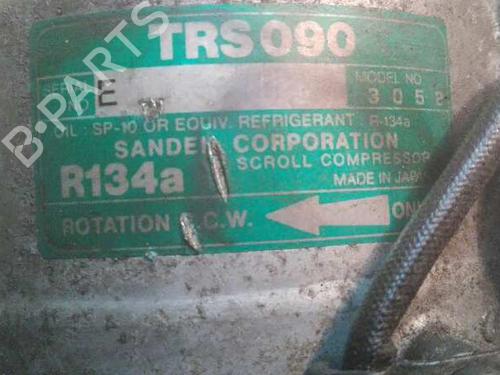 TRS090
MODEL NO
E
3052
OIL : SP-10 OR EQUIV. REFRIGERANT : R-134a
SANDEN CORPORATION
SCROLL COMPRESSOR
R134a
MADE IN JAPAN
ROTATION C.W. ONLY
B-PARTS